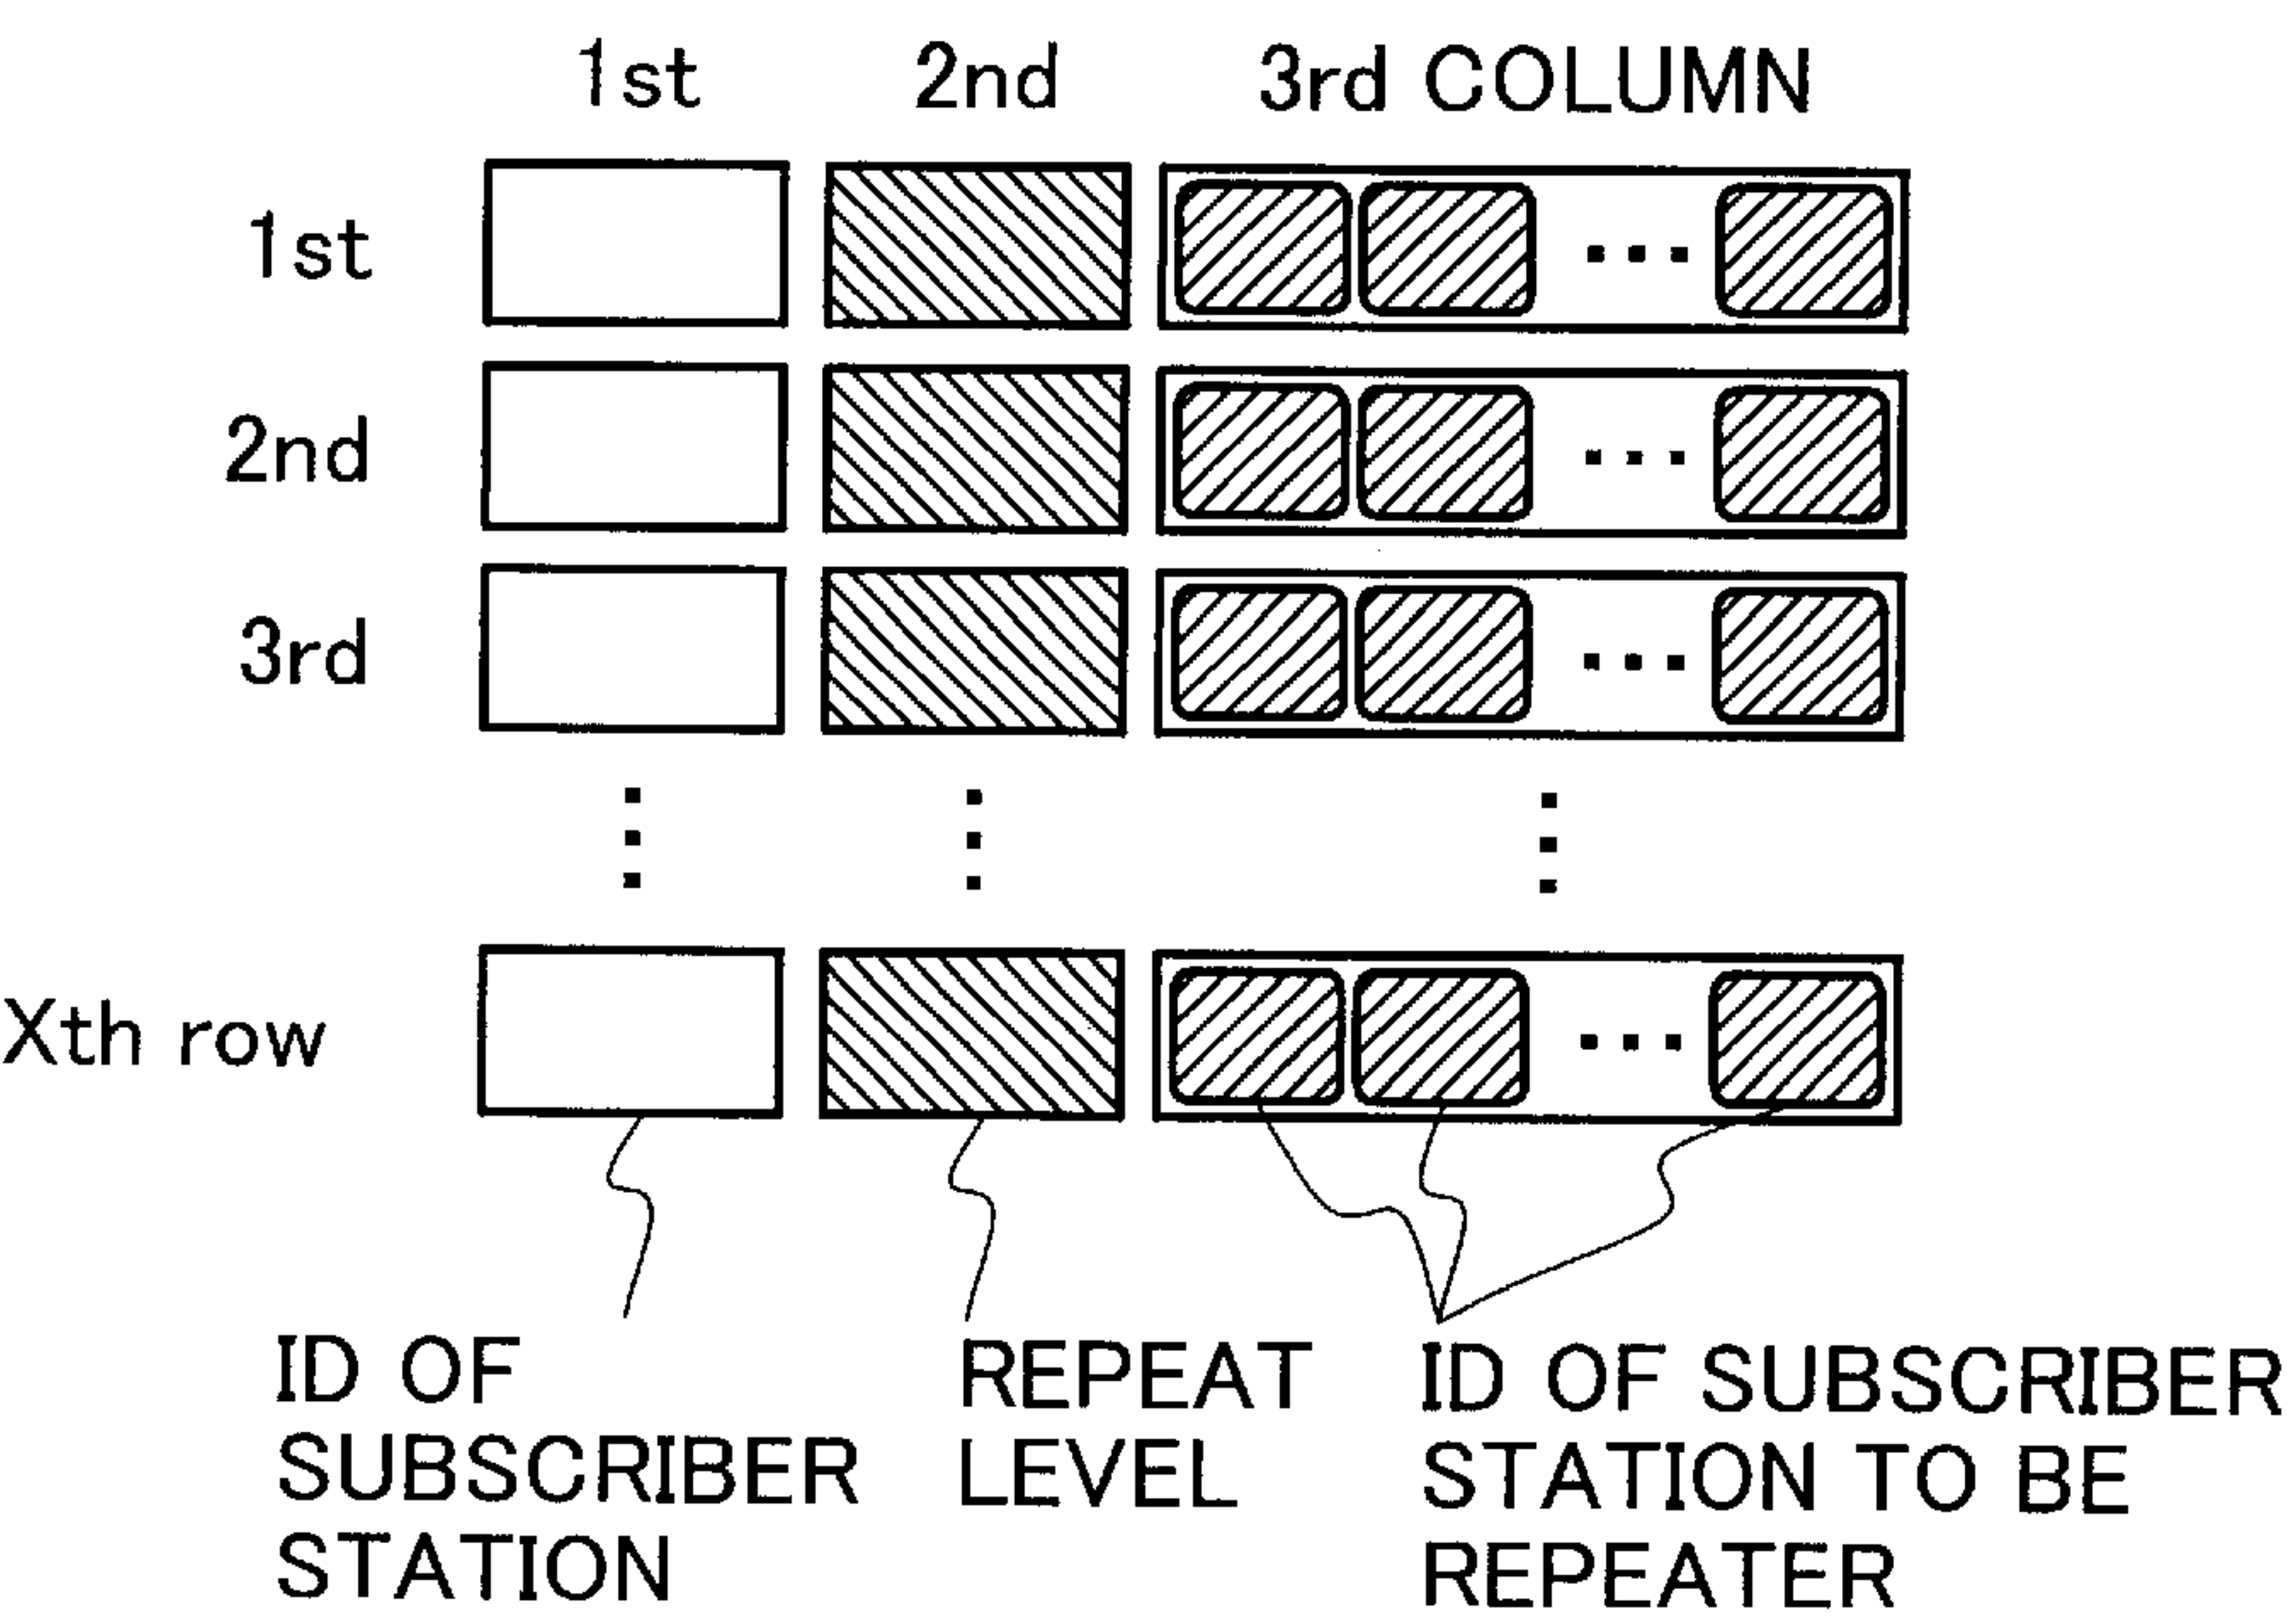 1st 2nd 3rd COLUMN
1st
2nd
3rd
Xth row
ID OF
SUBSCRIBER
STATION
REPEAT
LEVEL
ID OF SUBSCRIBER
STATION TO BE
REPEATER